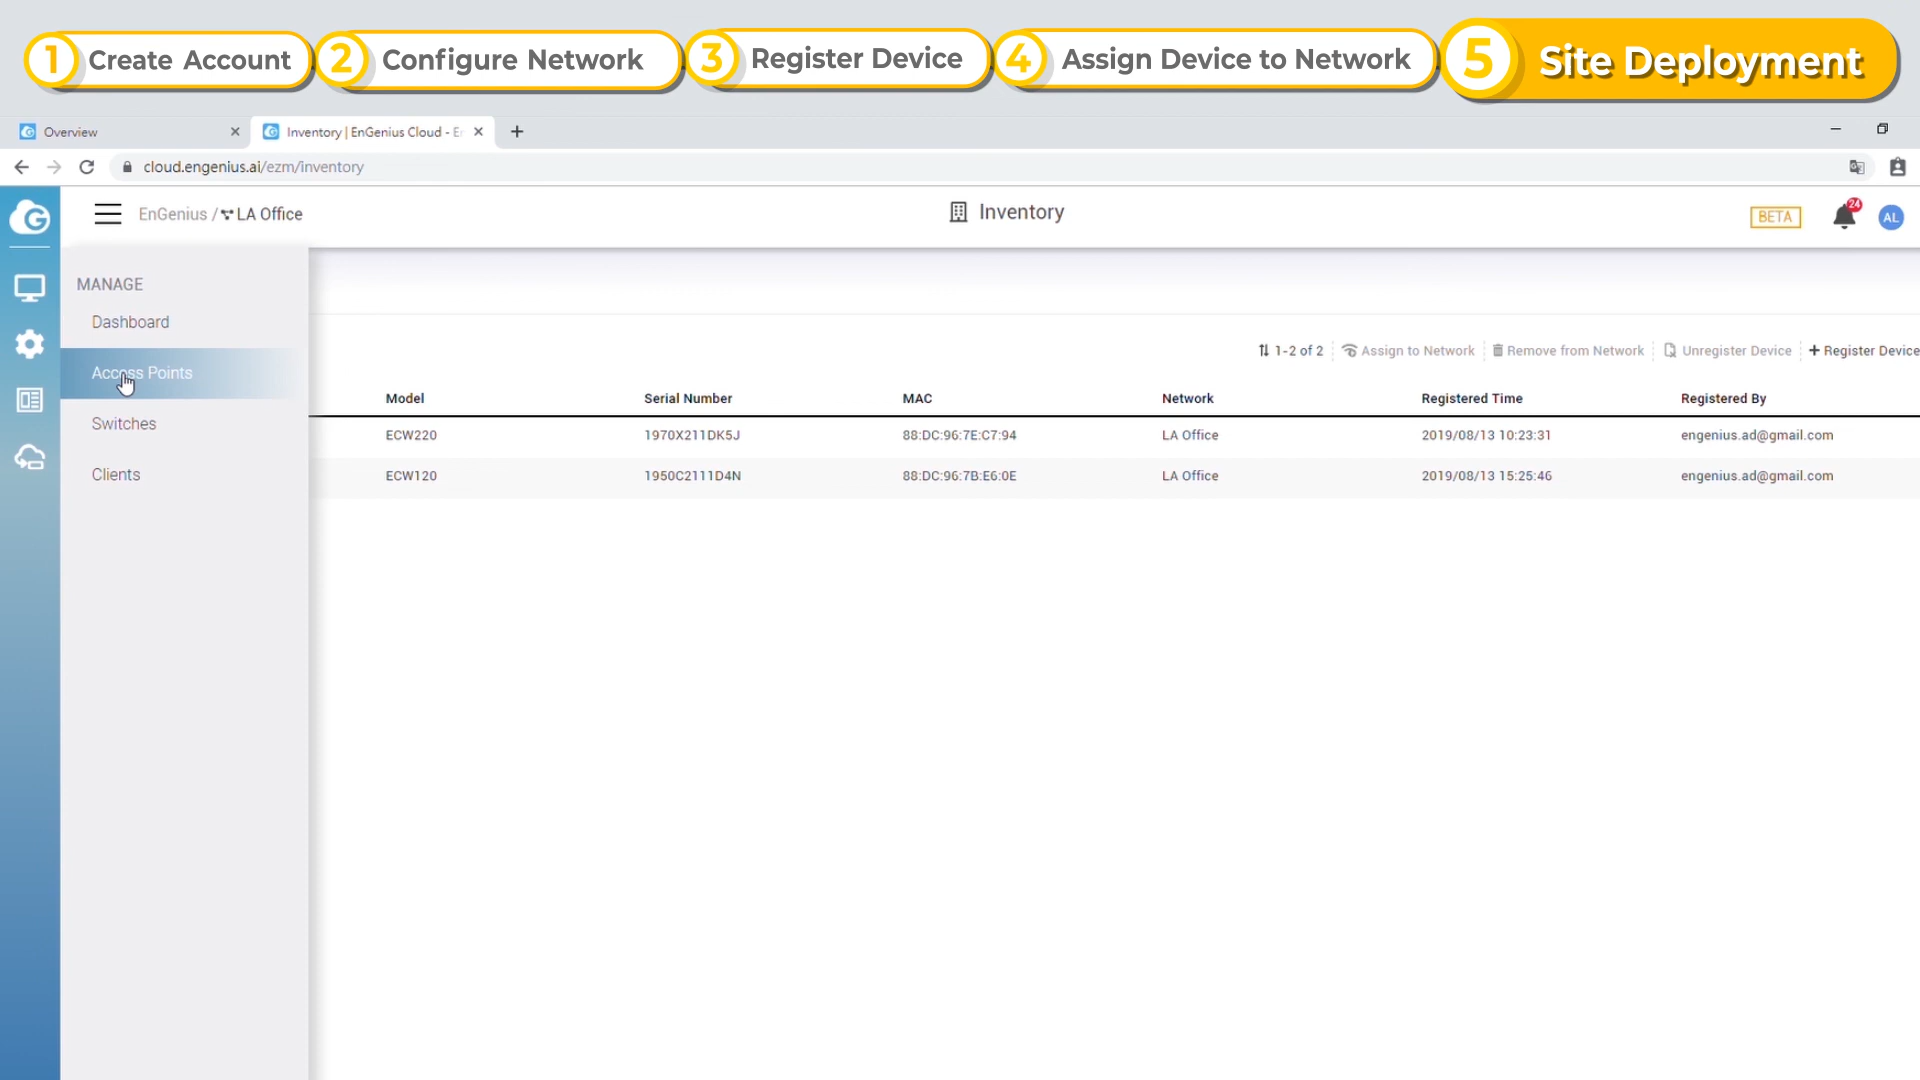 1 Create Account 2 Configure Network 3 Register Device 4 Assign Device to Network 5 Site Deployment
Overview Inventory | EnGenius Cloud - E
cloud.engenius.ai/ezm/inventory
EnGenius / LA Office Inventory BETA 24 AL
MANAGE
Dashboard
Access Points
Switches
Clients
1-2 of 2 Assign to Network Remove from Network Unregister Device + Register Device
Model Serial Number MAC Network Registered Time Registered By
ECW220 1970X211DK5J 88:DC:96:7E:C7:94 LA Office 2019/08/13 10:23:31 engenius.ad@gmail.com
ECW120 1950C2111D4N 88:DC:96:7B:E6:0E LA Office 2019/08/13 15:25:46 engenius.ad@gmail.com